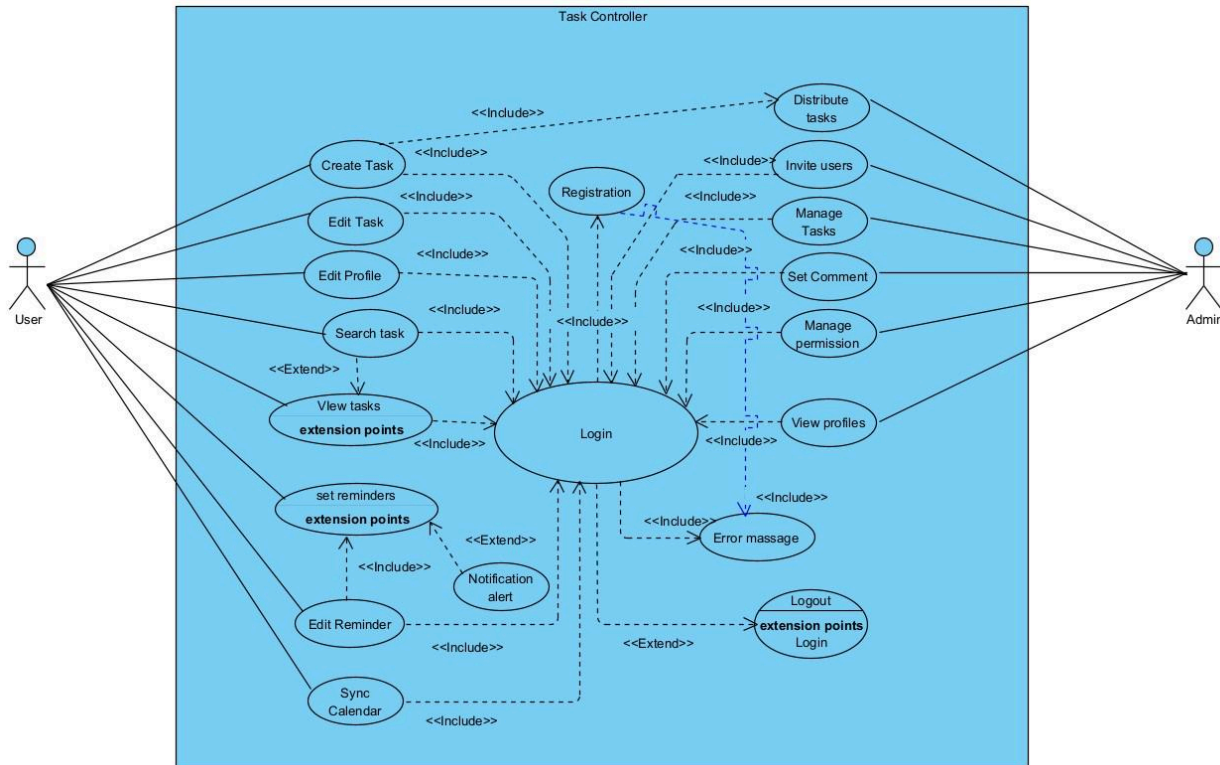 Task Controller
<<Include>>
Distribute
tasks
Create Task
<<Include>>
<<Include>>
Invite users
Registration
<<Include>>
<<Include>>
Edit Task
Manage
Tasks
User
Edit Profile
<<Include>>
<<Include>>
Set Comment
Admin
Search task
<<Include>>
<<Include>>
<<Include>>
Manage
permission
<<Extend>>
VIew tasks
extension points
<<Include>>
Login
View profiles
<<Include>>
set reminders
extension points
<<Include>>
<<Include>>
Error massage
<<Extend>>
<<Include>>
Notification
alert
Edit Reminder
<<Include>>
<<Extend>>
Logout
extension points
Login
Sync
Calendar
<<Include>>